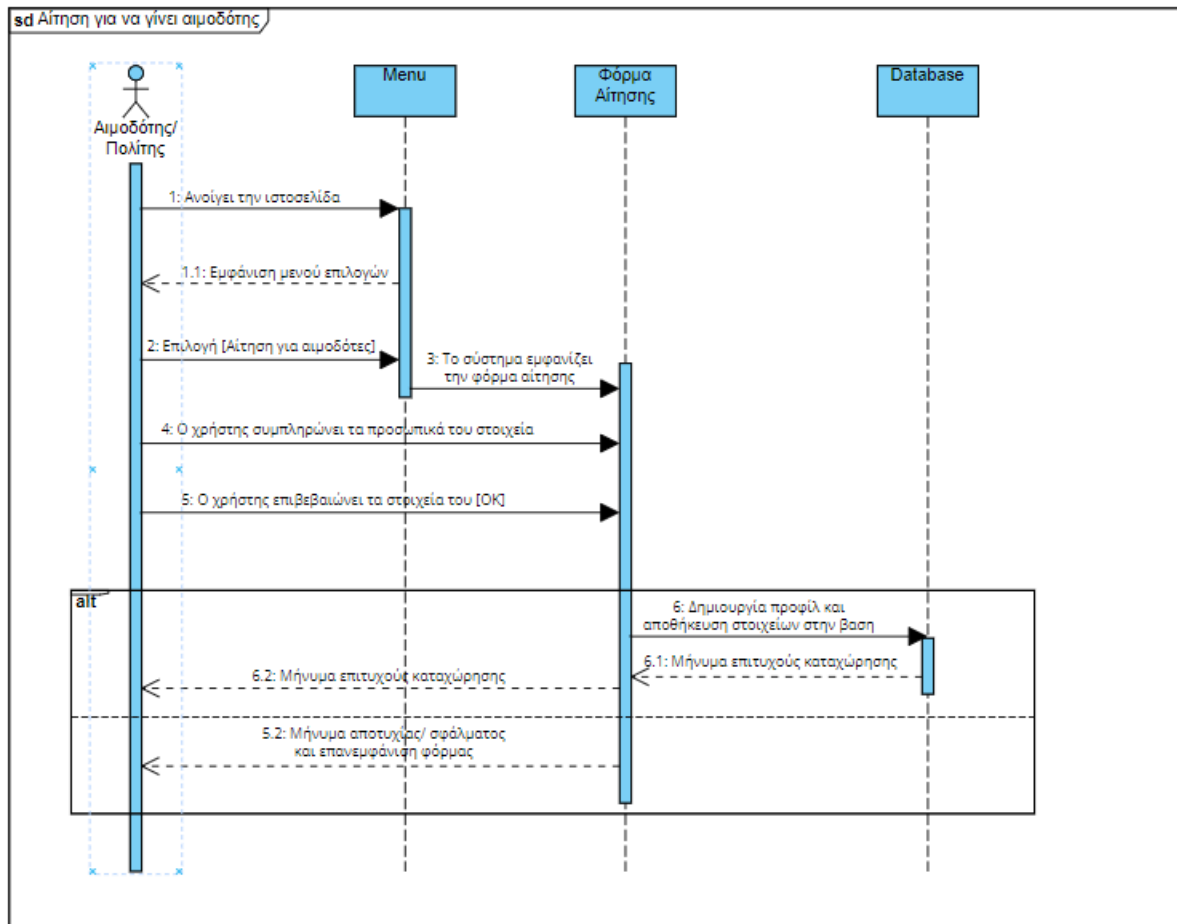 sd Αίτηση για να γίνει αιμοδότης
Menu
Φόρμα
Αίτησης
Database
Αιμοδότης/
Πολίτης
1: Ανοίγει την ιστοσελίδα
1.1: Εμφάνιση μενού επιλογών
2: Επιλογή [Αίτηση για αιμοδότες]
3: Το σύστημα εμφανίζει
την φόρμα αίτησης
4: Ο χρήστης συμπληρώνει τα προσωπικά του στοιχεία
5: Ο χρήστης επιβεβαιώνει τα στοιχεία του [OK]
alt
6: Δημιουργία προφίλ και
αποθήκευση στοιχείων στην βαση
6.1: Μήνυμα επιτυχούς καταχώρησης
6.2: Μήνυμα επιτυχούς καταχώρησης
5.2: Μήνυμα αποτυχίας/ σφάλματος
και επανεμφάνιση φόρμας